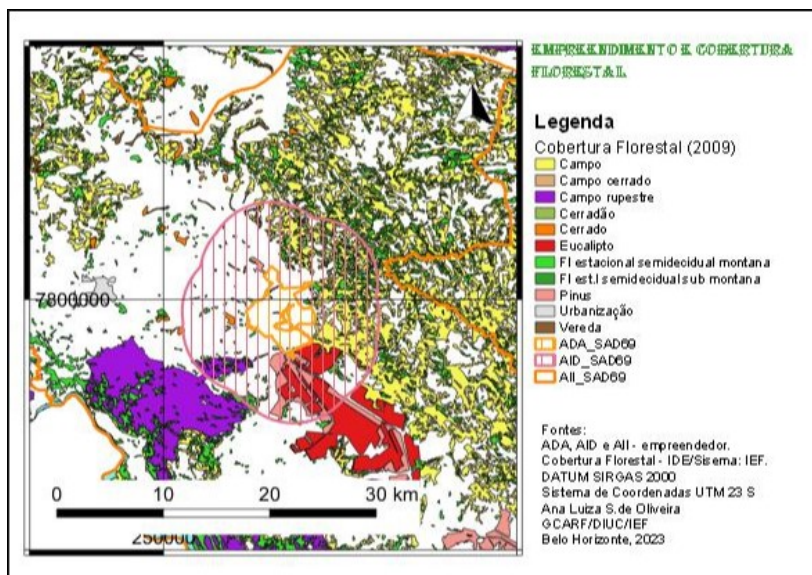 EMPREENDIMENTO E COBERTURA
FLORESTAL
Legenda
Cobertura Florestal (2009)
Campo
Campo cerrado
Campo rupestre
Cerradão
Cerrado
Eucalipto
Fl estacional semidecidual montana
Fl est.l semidecidual sub montana
Pinus
Urbanização
Vereda
ADA_SAD69
AID_SAD69
AII_SAD69
7800000
Fontes:
ADA, AID e AII - empreendedor.
Cobertura Florestal - IDE/Sisema: IEF.
DATUM SIRGAS 2000
Sistema de Coordenadas UTM 23 S
Ana Luiza S. de Oliveira
GCARF/DIUC/IEF
Belo Horizonte, 2023
0 10 20 30 km
250000